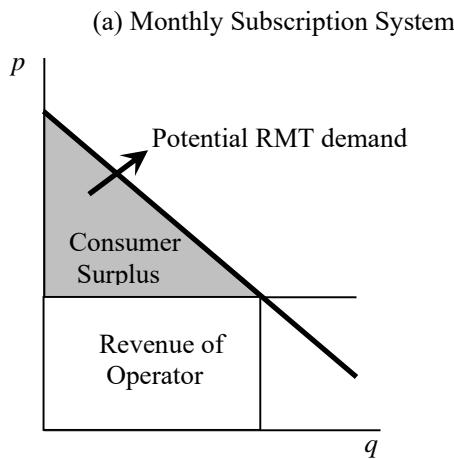 (a) Monthly Subscription System
p
Potential RMT demand
Consumer
Surplus
Revenue of
Operator
q